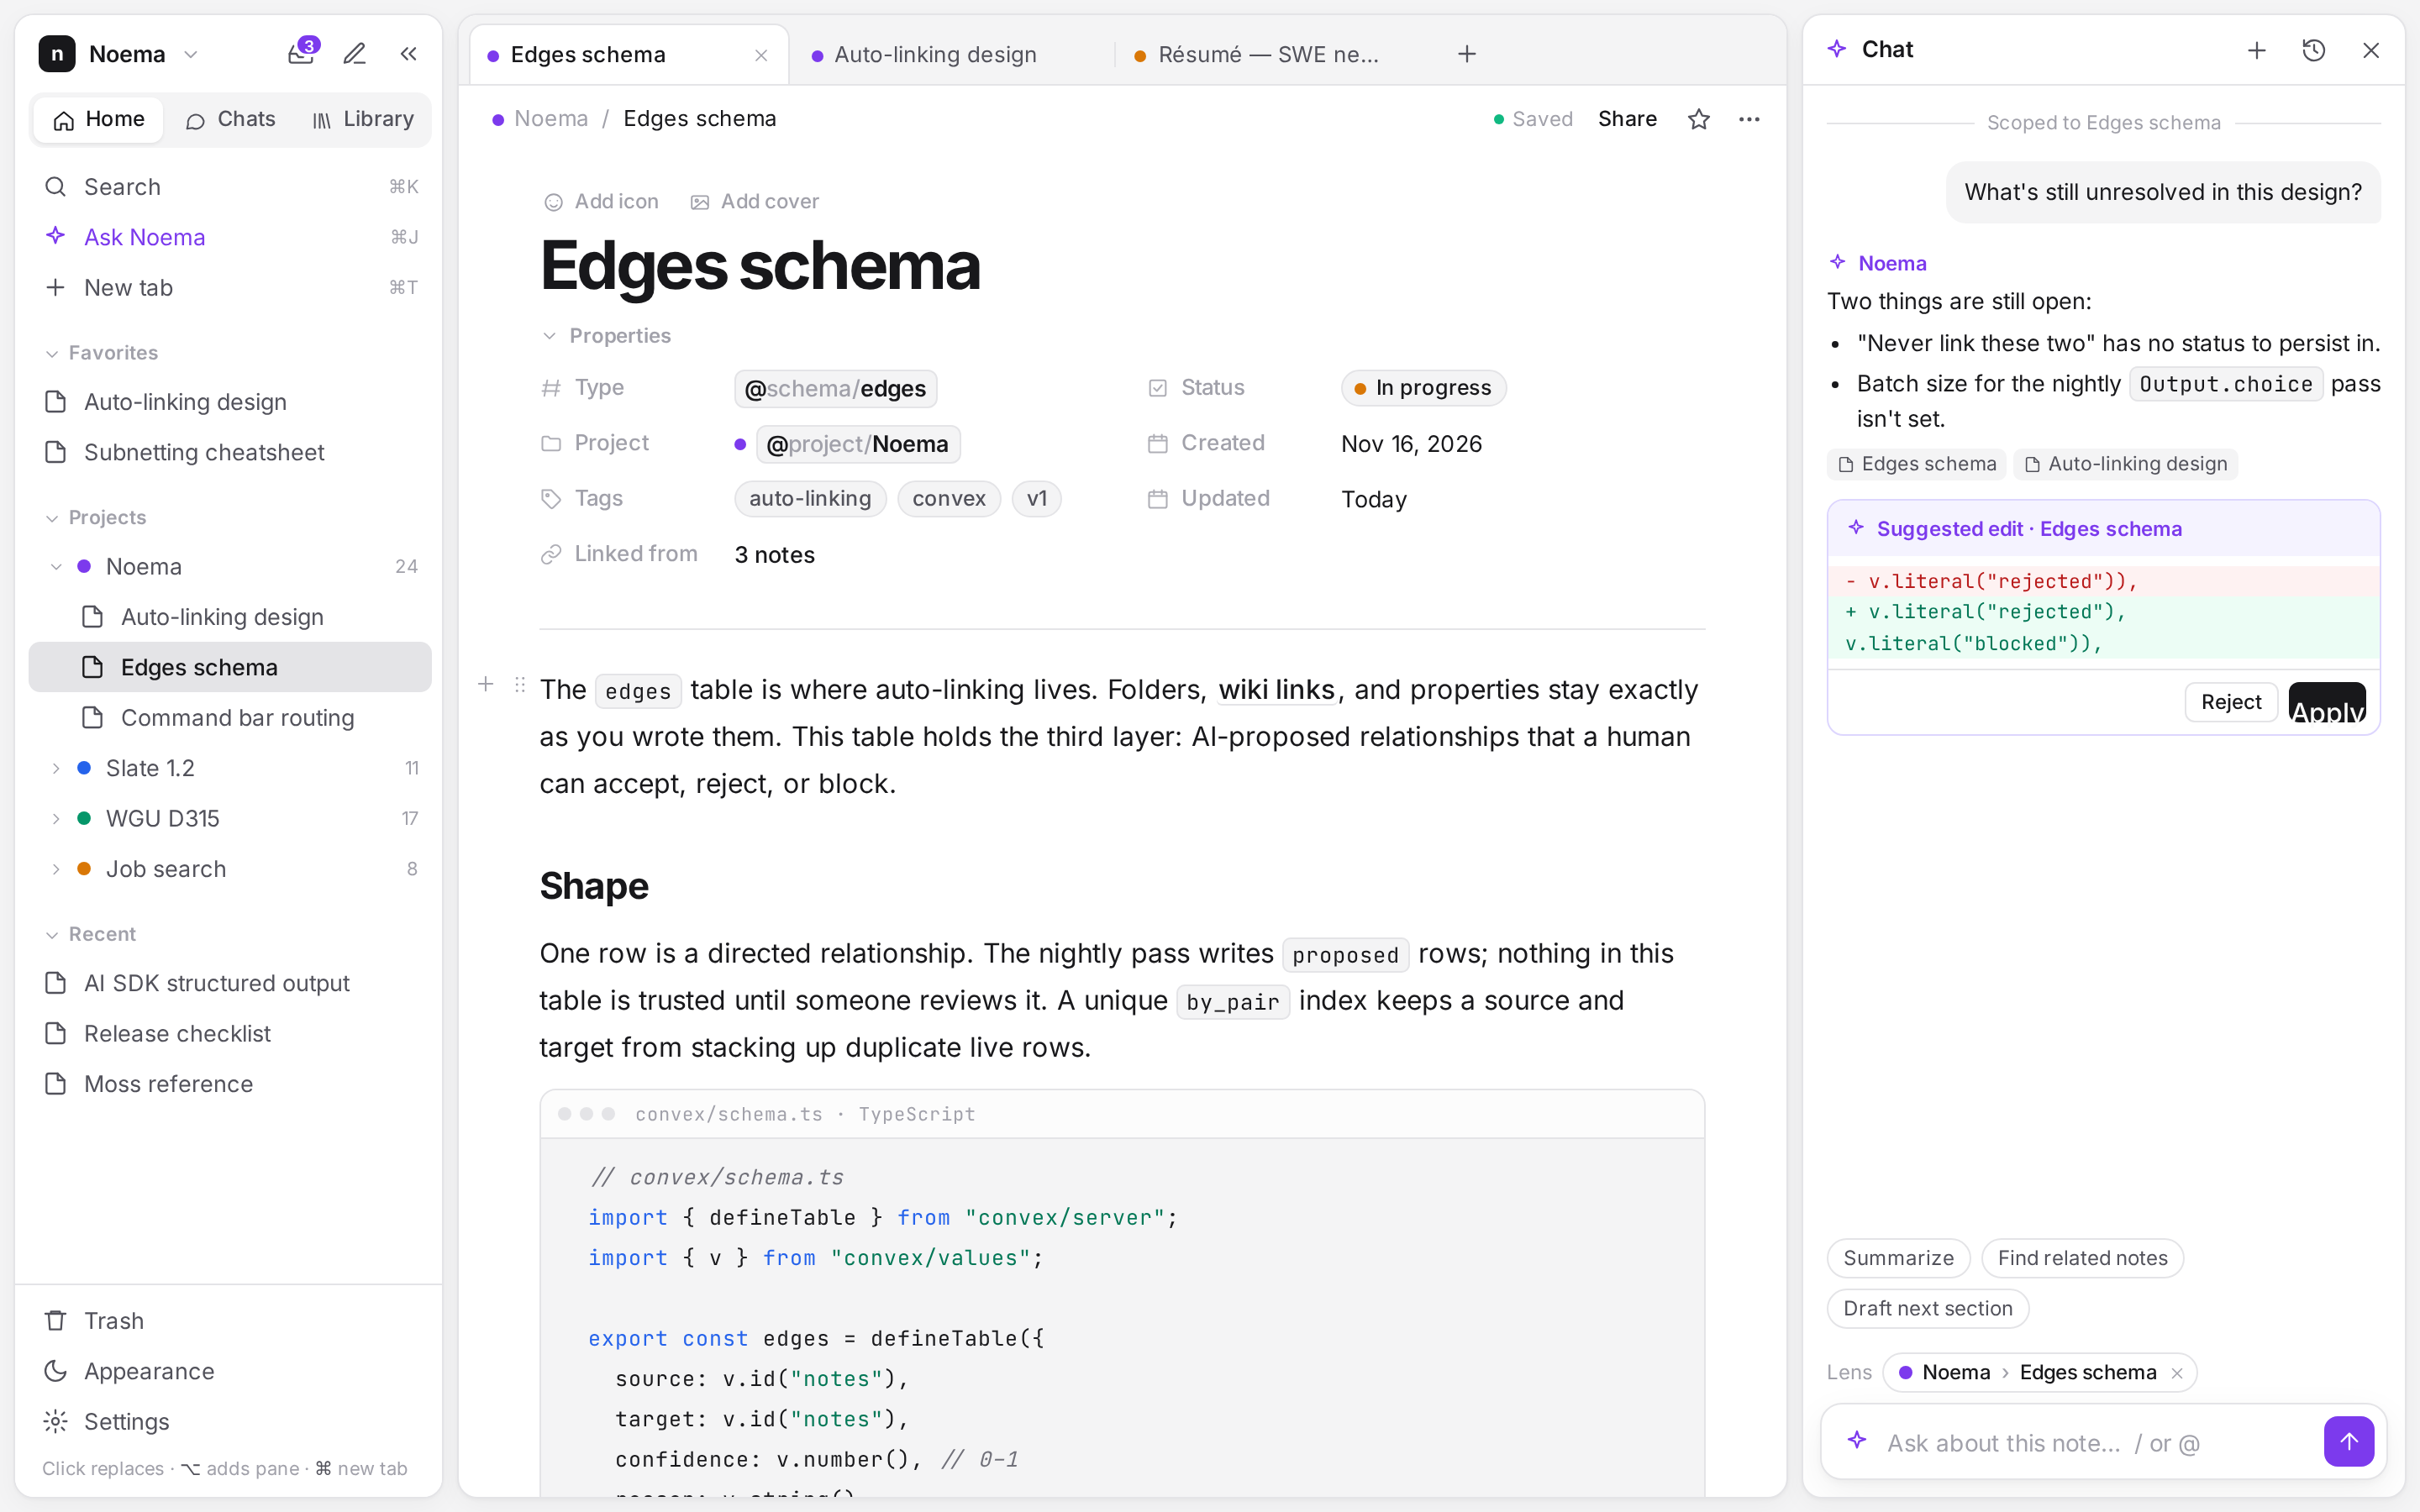 n Noema 3
Home Chats Library
Search ⌘K
Ask Noema ⌘J
New tab ⌘T
Favorites
Auto-linking design
Subnetting cheatsheet
Projects
Noema 24
Auto-linking design
Edges schema
Command bar routing
Slate 1.2 11
WGU D315 17
Job search 8
Recent
AI SDK structured output
Release checklist
Moss reference
Trash
Appearance
Settings
Click replaces · ⌥ adds pane · ⌘ new tab
Edges schema Auto-linking design Résumé — SWE ne...
Noema / Edges schema Saved Share
Add icon Add cover
Edges schema
Properties
Type @schema/edges Status In progress
Project @project/Noema Created Nov 16, 2026
Tags auto-linking convex v1 Updated Today
Linked from 3 notes
The edges table is where auto-linking lives. Folders, wiki links, and properties stay exactly
as you wrote them. This table holds the third layer: AI-proposed relationships that a human
can accept, reject, or block.
Shape
One row is a directed relationship. The nightly pass writes proposed rows; nothing in this
table is trusted until someone reviews it. A unique by_pair index keeps a source and
target from stacking up duplicate live rows.
convex/schema.ts · TypeScript
// convex/schema.ts
import { defineTable } from "convex/server";
import { v } from "convex/values";
export const edges = defineTable({
source: v.id("notes"),
target: v.id("notes"),
confidence: v.number(), // 0–1
Chat
Scoped to Edges schema
What's still unresolved in this design?
Noema
Two things are still open:
• "Never link these two" has no status to persist in.
• Batch size for the nightly Output.choice pass
isn't set.
Edges schema Auto-linking design
Suggested edit · Edges schema
- v.literal("rejected")),
+ v.literal("rejected"),
v.literal("blocked")),
Reject Apply
Summarize Find related notes
Draft next section
Lens Noema › Edges schema ×
Ask about this note... / or @